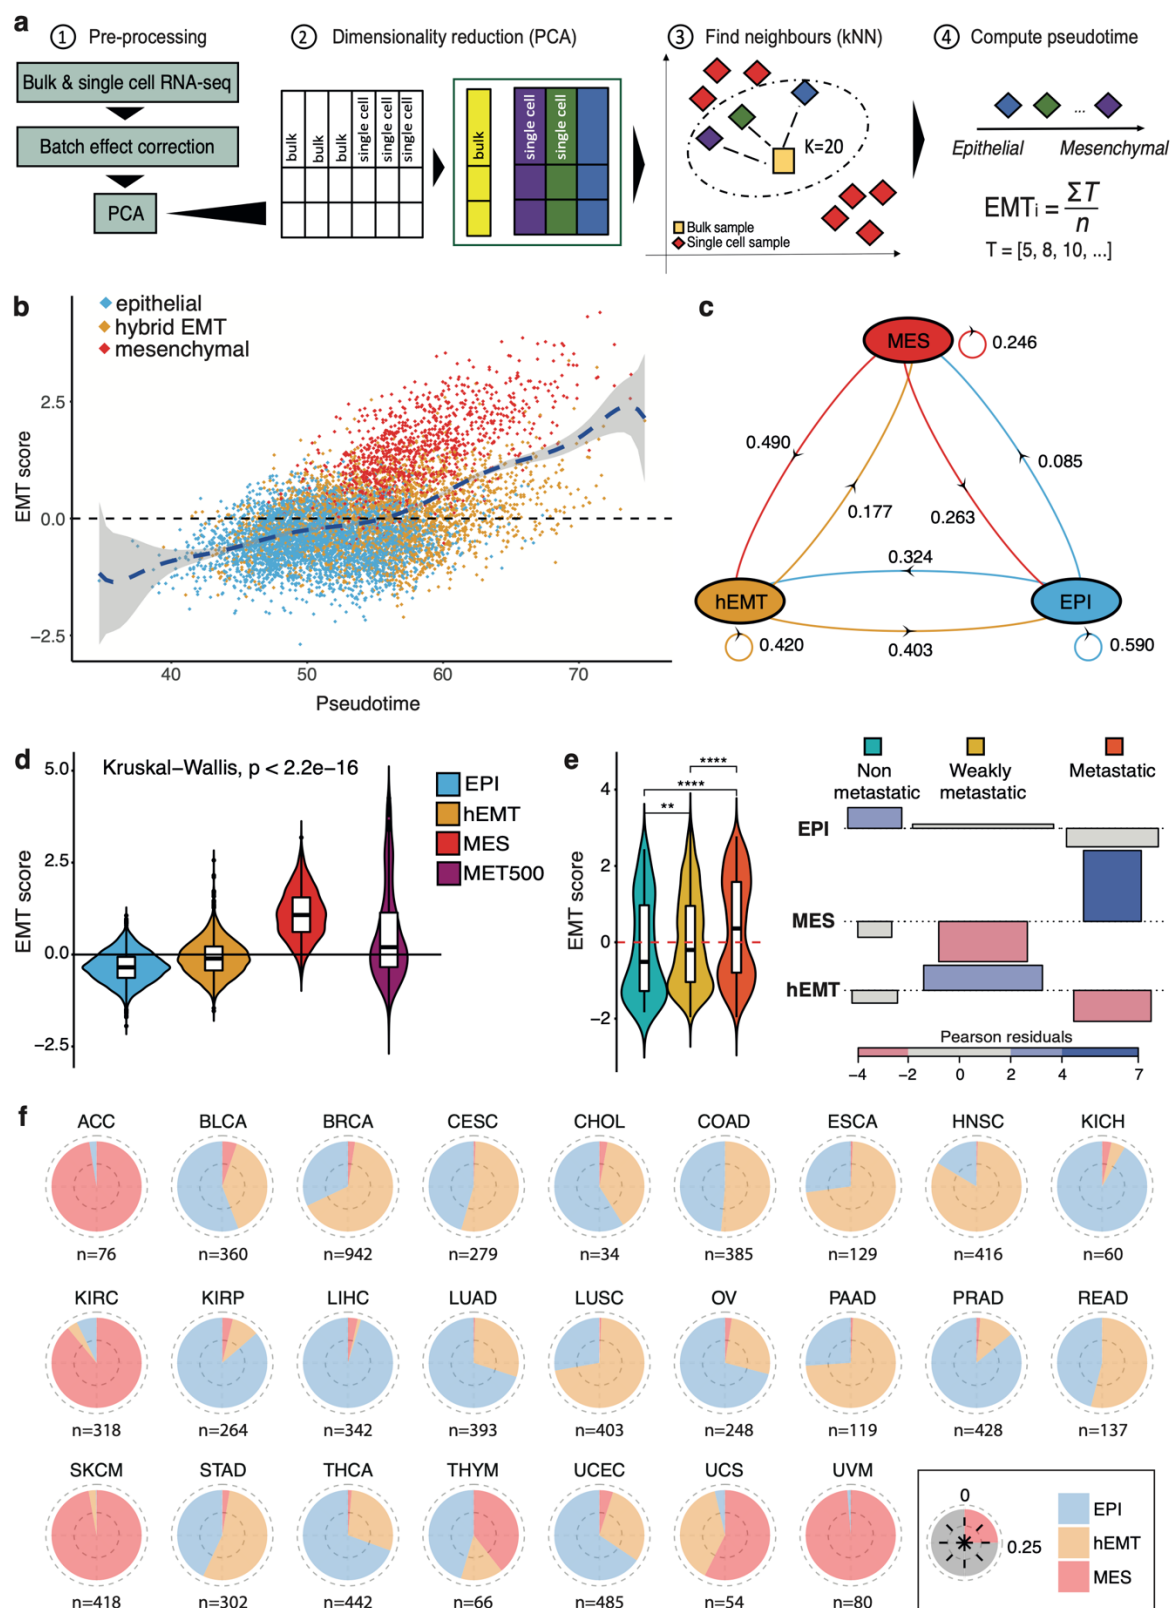 a
1 Pre-processing
2 Dimensionality reduction (PCA)
3 Find neighbours (kNN)
4 Compute pseudotime
Bulk & single cell RNA-seq
Batch effect correction
PCA
bulk
bulk
bulk
single cell
single cell
single cell
bulk
single cell
single cell
K=20
Bulk sample
Single cell sample
...
Epithelial
Mesenchymal
EMTi = ΣT/n
T = [5, 8, 10, ...]
b
epithelial
hybrid EMT
mesenchymal
EMT score
2.5
0.0
−2.5
40 50 60 70
Pseudotime
c
MES
0.246
0.490
0.085
0.177
0.263
0.324
hEMT
EPI
0.420
0.403
0.590
d
Kruskal−Wallis, p < 2.2e−16
EPI
hEMT
MES
MET500
EMT score
5.0
2.5
0.0
−2.5
e
****
****
**
EMT score
4
2
0
−2
Non metastatic
Weakly metastatic
Metastatic
EPI
MES
hEMT
Pearson residuals
−4 −2 0 2 4 7
f
ACC BLCA BRCA CESC CHOL COAD ESCA HNSC KICH
n=76 n=360 n=942 n=279 n=34 n=385 n=129 n=416 n=60
KIRC KIRP LIHC LUAD LUSC OV PAAD PRAD READ
n=318 n=264 n=342 n=393 n=403 n=248 n=119 n=428 n=137
SKCM STAD THCA THYM UCEC UCS UVM
n=418 n=302 n=442 n=66 n=485 n=54 n=80
0
0.25
EPI
hEMT
MES